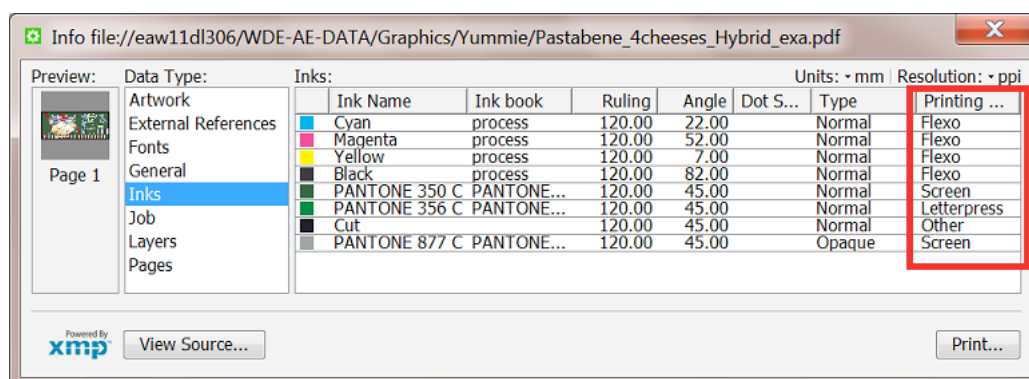 Info file://eaw11dl306/WDE-AE-DATA/Graphics/Yummie/Pastabene_4cheeses_Hybrid_exa.pdf
Preview: Data Type: Inks: Units: mm Resolution: ppi
Page 1
Artwork
External References
Fonts
General
Inks
Job
Layers
Pages
Ink Name Ink book Ruling Angle Dot S... Type Printing ...
Cyan process 120.00 22.00 Normal Flexo
Magenta process 120.00 52.00 Normal Flexo
Yellow process 120.00 7.00 Normal Flexo
Black process 120.00 82.00 Normal Flexo
PANTONE 350 C PANTONE... 120.00 45.00 Normal Screen
PANTONE 356 C PANTONE... 120.00 45.00 Normal Letterpress
Cut 120.00 45.00 Normal Other
PANTONE 877 C PANTONE... 120.00 45.00 Opaque Screen
Powered By
xmp
View Source...
Print...